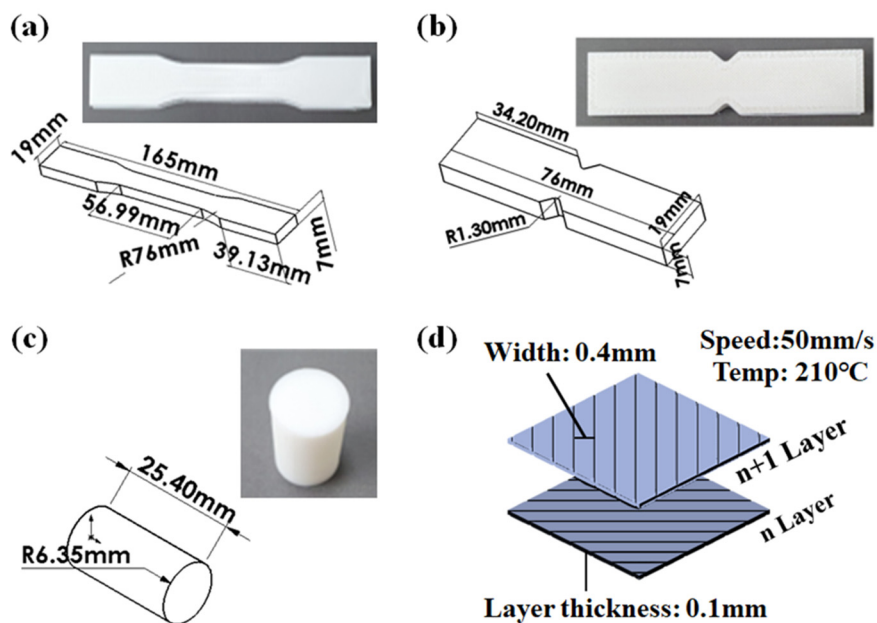 (a)
19mm
165mm
56.99mm
R76mm
39.13mm
7mm
(b)
34.20mm
76mm
19mm
R1.30mm
7mm
(c)
25.40mm
R6.35mm
(d)
Width: 0.4mm
Speed:50mm/s
Temp: 210°C
n+1 Layer
n Layer
Layer thickness: 0.1mm